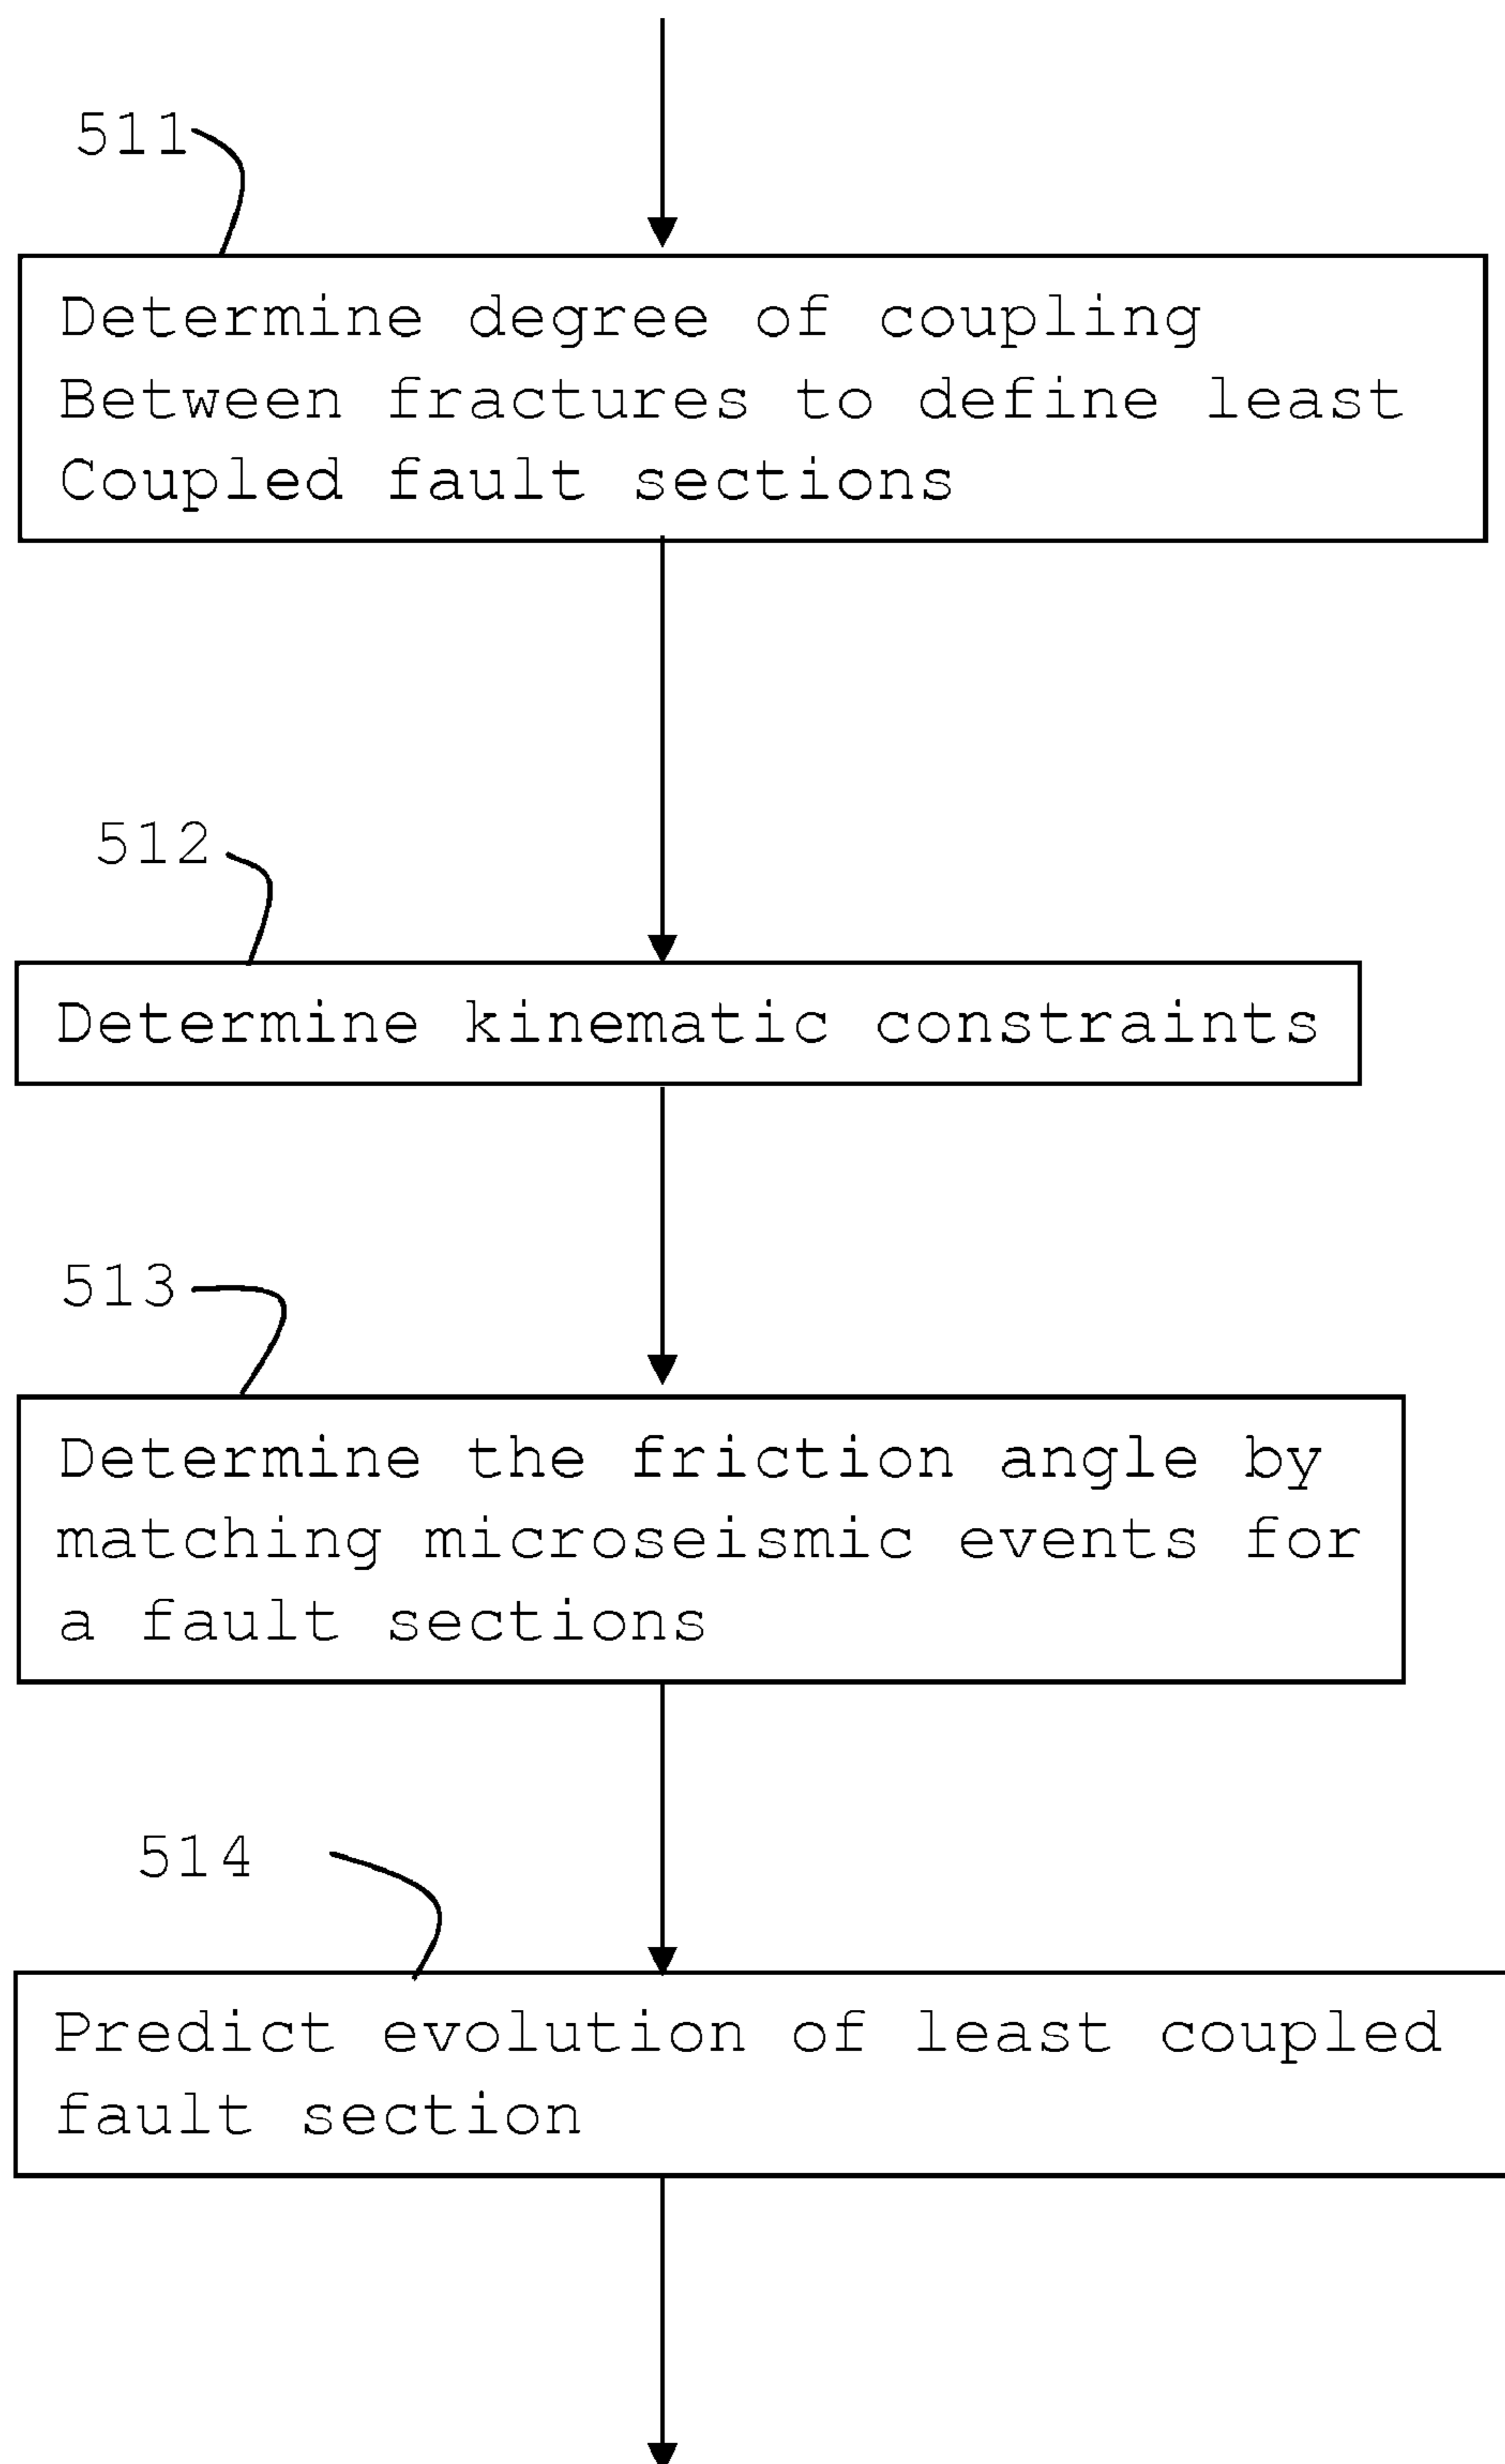 511
Determine degree of coupling
Between fractures to define least
Coupled fault sections
512
Determine kinematic constraints
513
Determine the friction angle by
matching microseismic events for
a fault sections
514
Predict evolution of least coupled
fault section